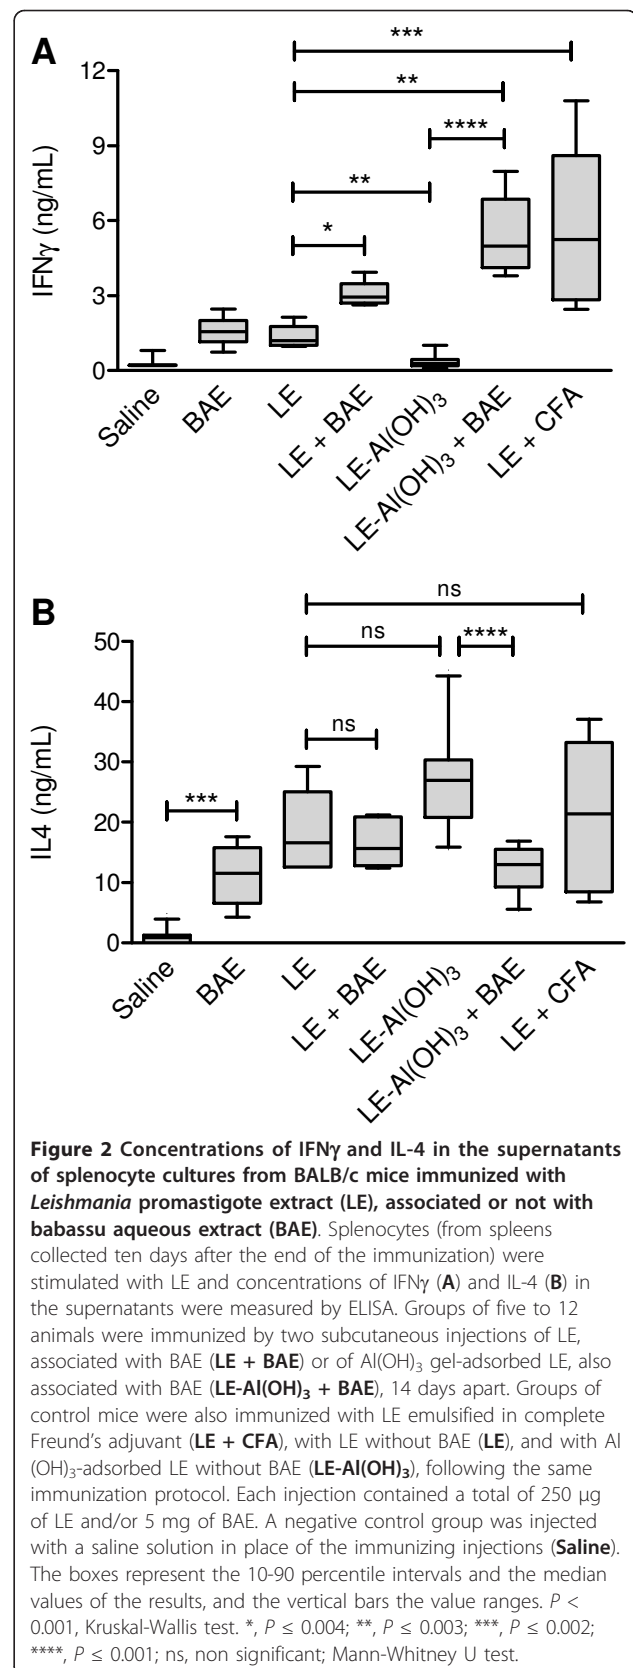 A
***
**
****
**
*
12
9
6
3
0
IFNγ (ng/mL)
Saline
BAE
LE
LE + BAE
LE-Al(OH)₃
LE-Al(OH)₃ + BAE
LE + CFA
B
ns
ns
****
ns
***
50
40
30
20
10
0
IL4 (ng/mL)
Saline
BAE
LE
LE + BAE
LE-Al(OH)₃
LE-Al(OH)₃ + BAE
LE + CFA
Figure 2 Concentrations of IFNγ and IL-4 in the supernatants
of splenocyte cultures from BALB/c mice immunized with
Leishmania promastigote extract (LE), associated or not with
babassu aqueous extract (BAE). Splenocytes (from spleens
collected ten days after the end of the immunization) were
stimulated with LE and concentrations of IFNγ (A) and IL-4 (B) in
the supernatants were measured by ELISA. Groups of five to 12
animals were immunized by two subcutaneous injections of LE,
associated with BAE (LE + BAE) or of Al(OH)₃ gel-adsorbed LE, also
associated with BAE (LE-Al(OH)₃ + BAE), 14 days apart. Groups of
control mice were also immunized with LE emulsified in complete
Freund's adjuvant (LE + CFA), with LE without BAE (LE), and with Al
(OH)₃-adsorbed LE without BAE (LE-Al(OH)₃), following the same
immunization protocol. Each injection contained a total of 250 μg
of LE and/or 5 mg of BAE. A negative control group was injected
with a saline solution in place of the immunizing injections (Saline).
The boxes represent the 10-90 percentile intervals and the median
values of the results, and the vertical bars the value ranges. P <
0.001, Kruskal-Wallis test. *, P ≤ 0.004; **, P ≤ 0.003; ***, P ≤ 0.002;
****, P ≤ 0.001; ns, non significant; Mann-Whitney U test.